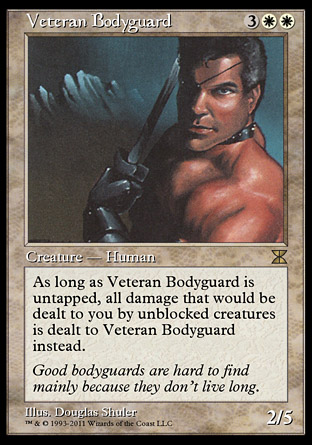 Veteran Bodyguard 3
Creature — Human
As long as Veteran Bodyguard is
untapped, all damage that would be
dealt to you by unblocked creatures
is dealt to Veteran Bodyguard
instead.
Good bodyguards are hard to find
mainly because they don't live long.
Illus. Douglas Shuler
™ & © 1993-2011 Wizards of the Coast LLC 2/5